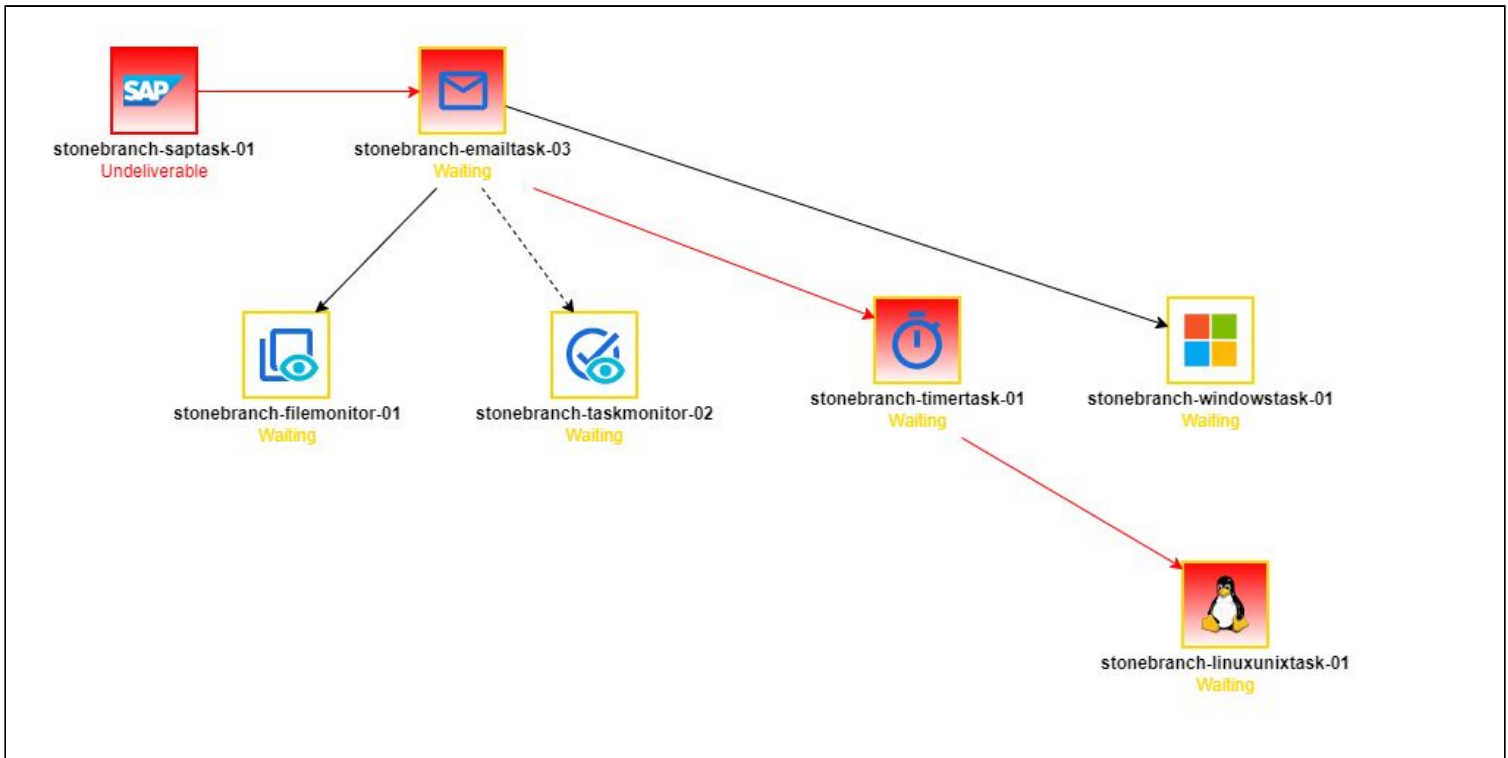 SAP
stonebranch-saptask-01
Undeliverable
stonebranch-emailtask-03
Waiting
stonebranch-filemonitor-01
Waiting
stonebranch-taskmonitor-02
Waiting
stonebranch-timertask-01
Waiting
stonebranch-windowstask-01
Waiting
stonebranch-linuxunixtask-01
Waiting